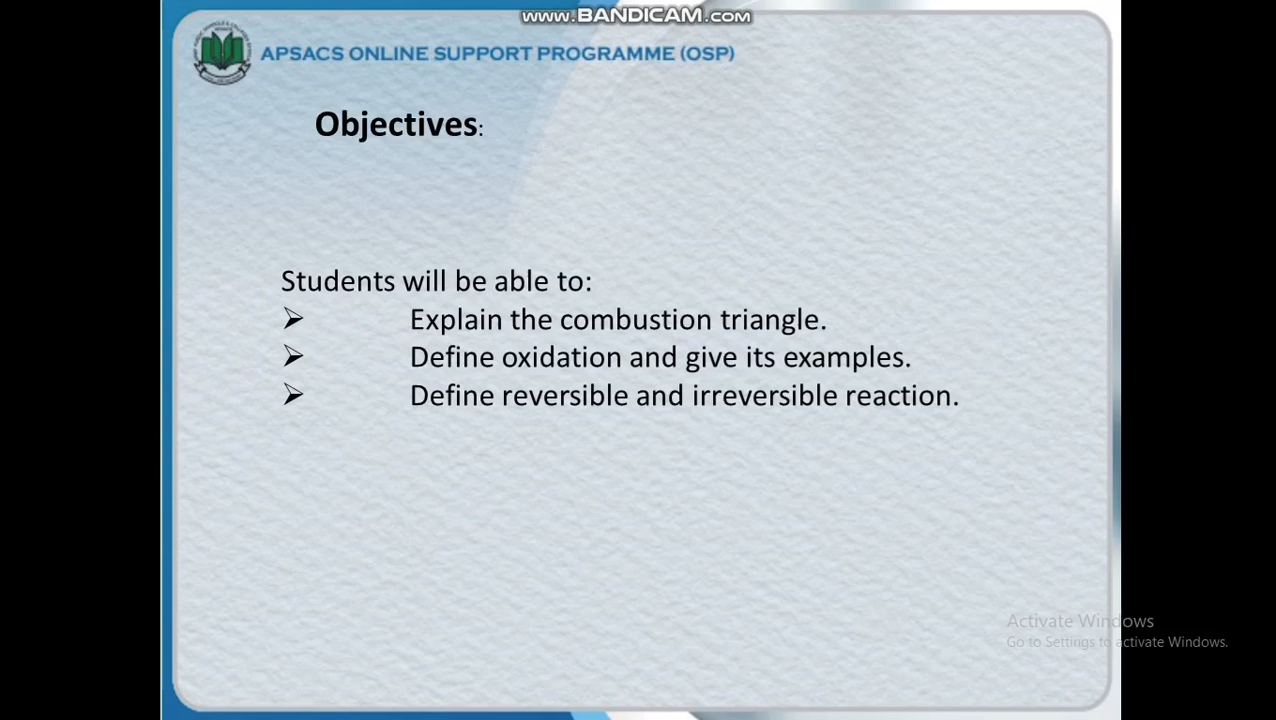 www.BANDICAM.com
APSACS ONLINE SUPPORT PROGRAMME (OSP)
Objectives:
Students will be able to:
➢ Explain the combustion triangle.
➢ Define oxidation and give its examples.
➢ Define reversible and irreversible reaction.
Activate Windows
Go to Settings to activate Windows.